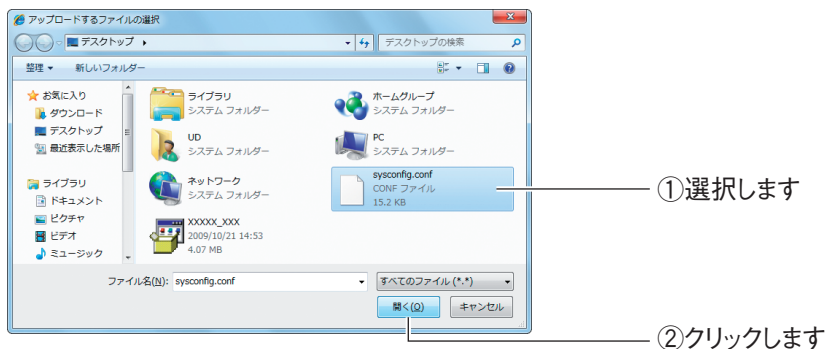 アップロードするファイルの選択
デスクトップ
デスクトップの検索
整理
新しいフォルダー
お気に入り
ダウンロード
デスクトップ
最近表示した場所
ライブラリ
ドキュメント
ピクチャ
ビデオ
ミュージック
ライブラリ
システム フォルダー
ホームグループ
システム フォルダー
UD
システム フォルダー
PC
システム フォルダー
ネットワーク
システム フォルダー
sysconfig.conf
CONF ファイル
15.2 KB
XXXXX_XXX
2009/10/21 14:53
4.07 MB
①選択します
ファイル名(N): sysconfig.conf
すべてのファイル (*.*)
開く(O)
キャンセル
②クリックします